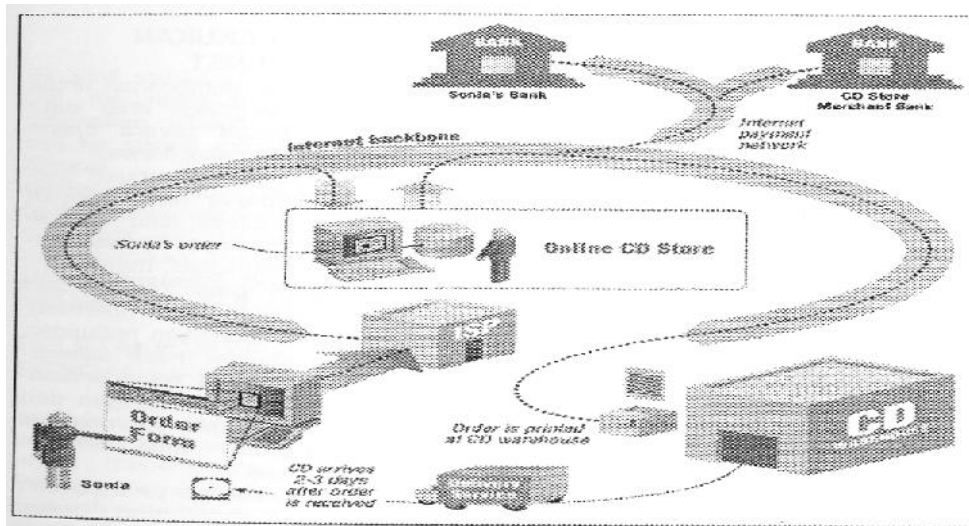 BANK
Sonia's Bank
BANK
CD Store
Merchant Bank
Internet
payment
network
Internet backbone
Sonia's order
Online CD Store
ISP
Order
Form
Sonia
Order is printed
at CD warehouse
CD
CD arrives
2-3 days
after order
is received
Service